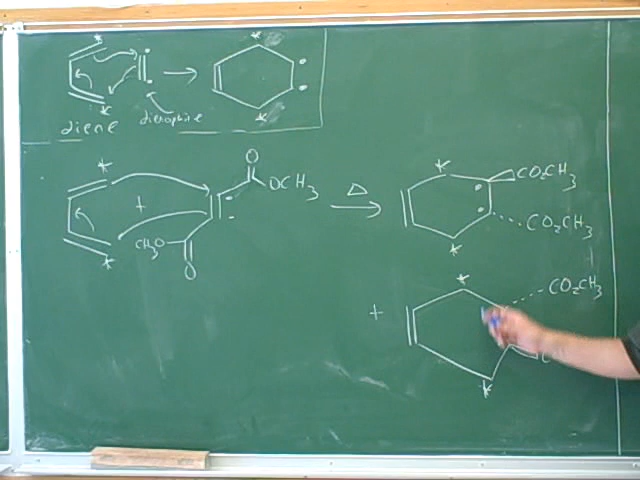 diene
dienophile
O
OCH3
CH3O
O
Δ
CO2CH3
CO2CH3
+
+
CO2CH3
C